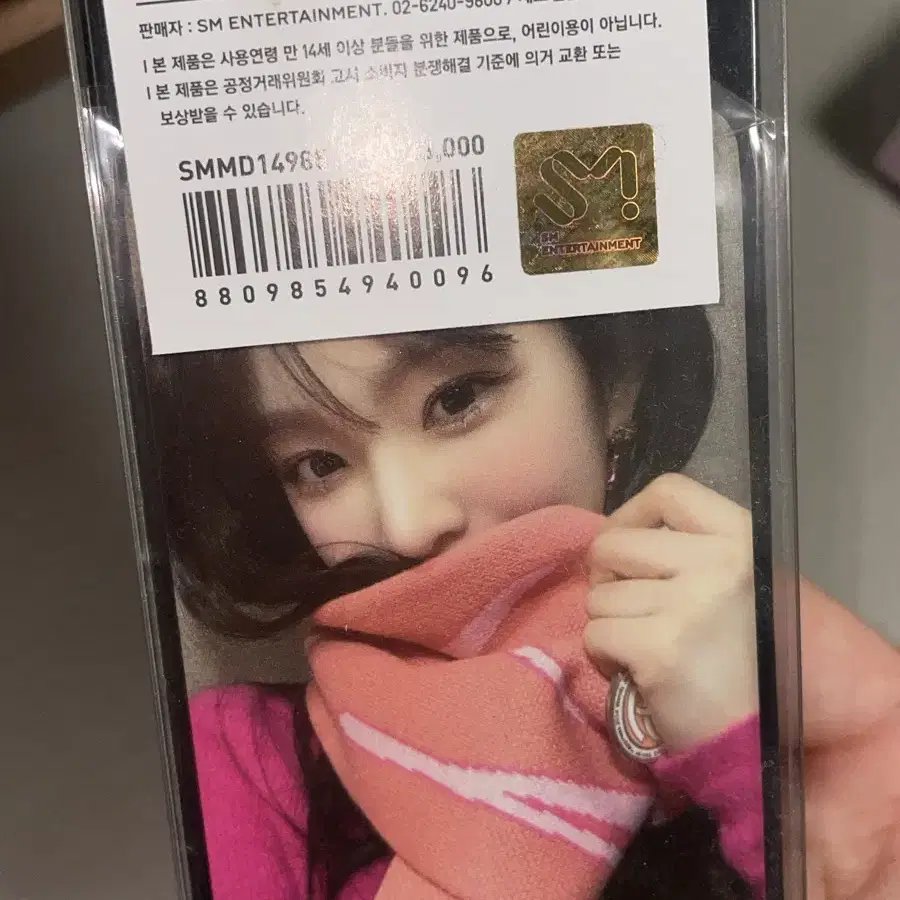 판매자 : SM ENTERTAINMENT. 02-6240-9800 /
| 본 제품은 사용연령 만 14세 이상 분들을 위한 제품으로, 어린이용이 아닙니다.
| 본 제품은 공정거래위원회 고시 소비자 분쟁해결 기준에 의거 교환 또는
보상받을 수 있습니다.
,000
SM
SM
ENTERTAINMENT
8809854940096